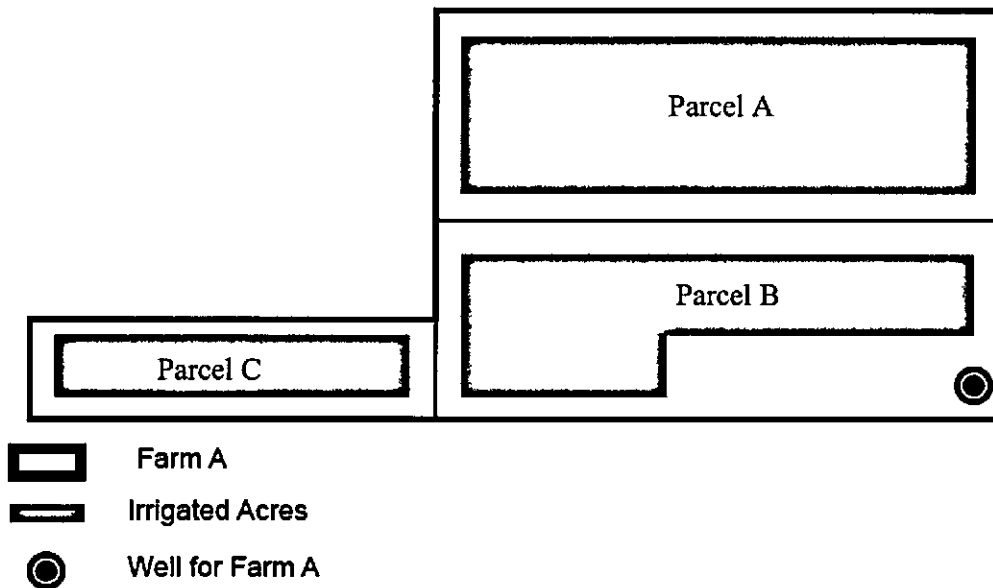 Parcel A
Parcel B
Parcel C
Farm A
Irrigated Acres
Well for Farm A